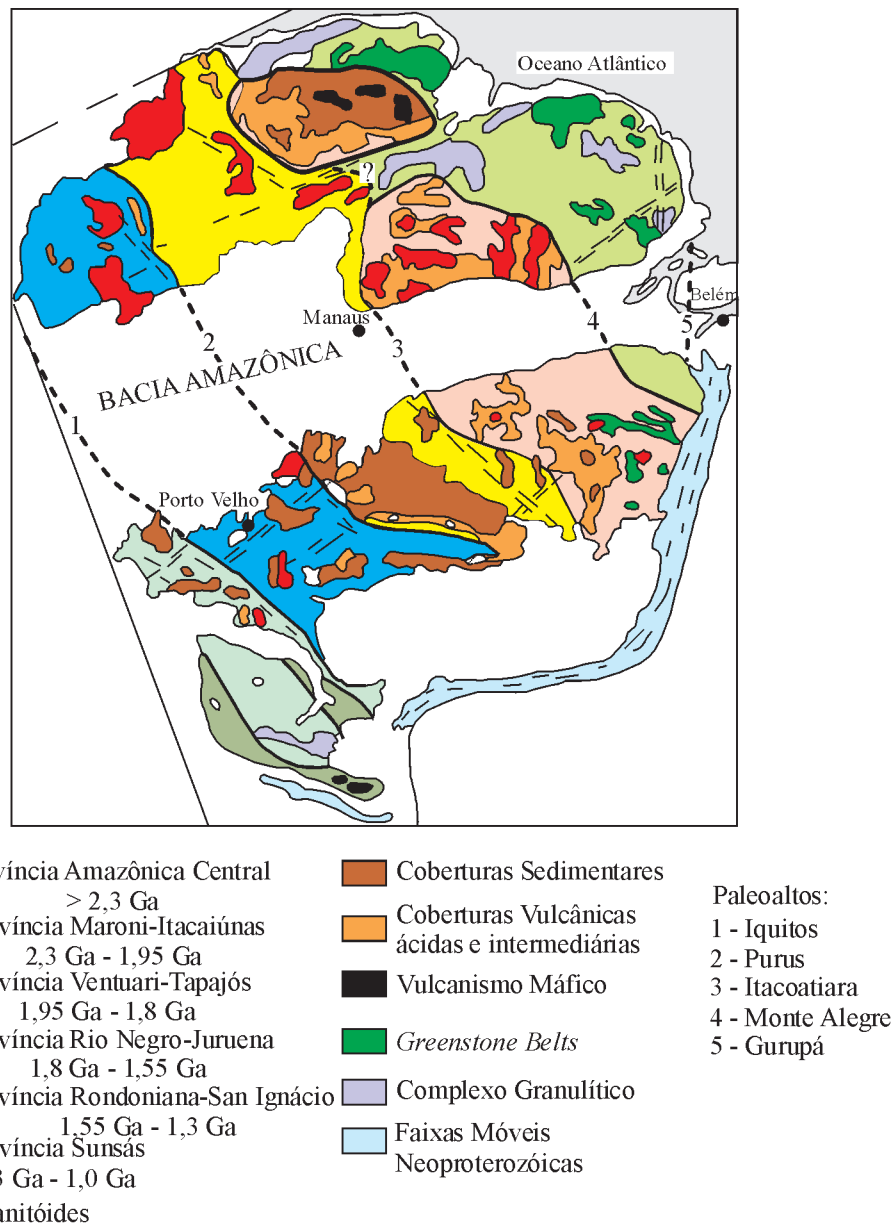 Oceano Atlântico
?
Belém
Manaus
1
2
3
4
5
BACIA AMAZÔNICA
Porto Velho
víncia Amazônica Central
> 2,3 Ga
víncia Maroni-Itacaiúnas
2,3 Ga - 1,95 Ga
víncia Ventuari-Tapajós
1,95 Ga - 1,8 Ga
víncia Rio Negro-Juruena
1,8 Ga - 1,55 Ga
víncia Rondoniana-San Ignácio
1,55 Ga - 1,3 Ga
víncia Sunsás
3 Ga - 1,0 Ga
anitóides
Coberturas Sedimentares
Coberturas Vulcânicas
ácidas e intermediárias
Vulcanismo Máfico
Greenstone Belts
Complexo Granulítico
Faixas Móveis
Neoproterozóicas
Paleoaltos:
1 - Iquitos
2 - Purus
3 - Itacoatiara
4 - Monte Alegre
5 - Gurupá